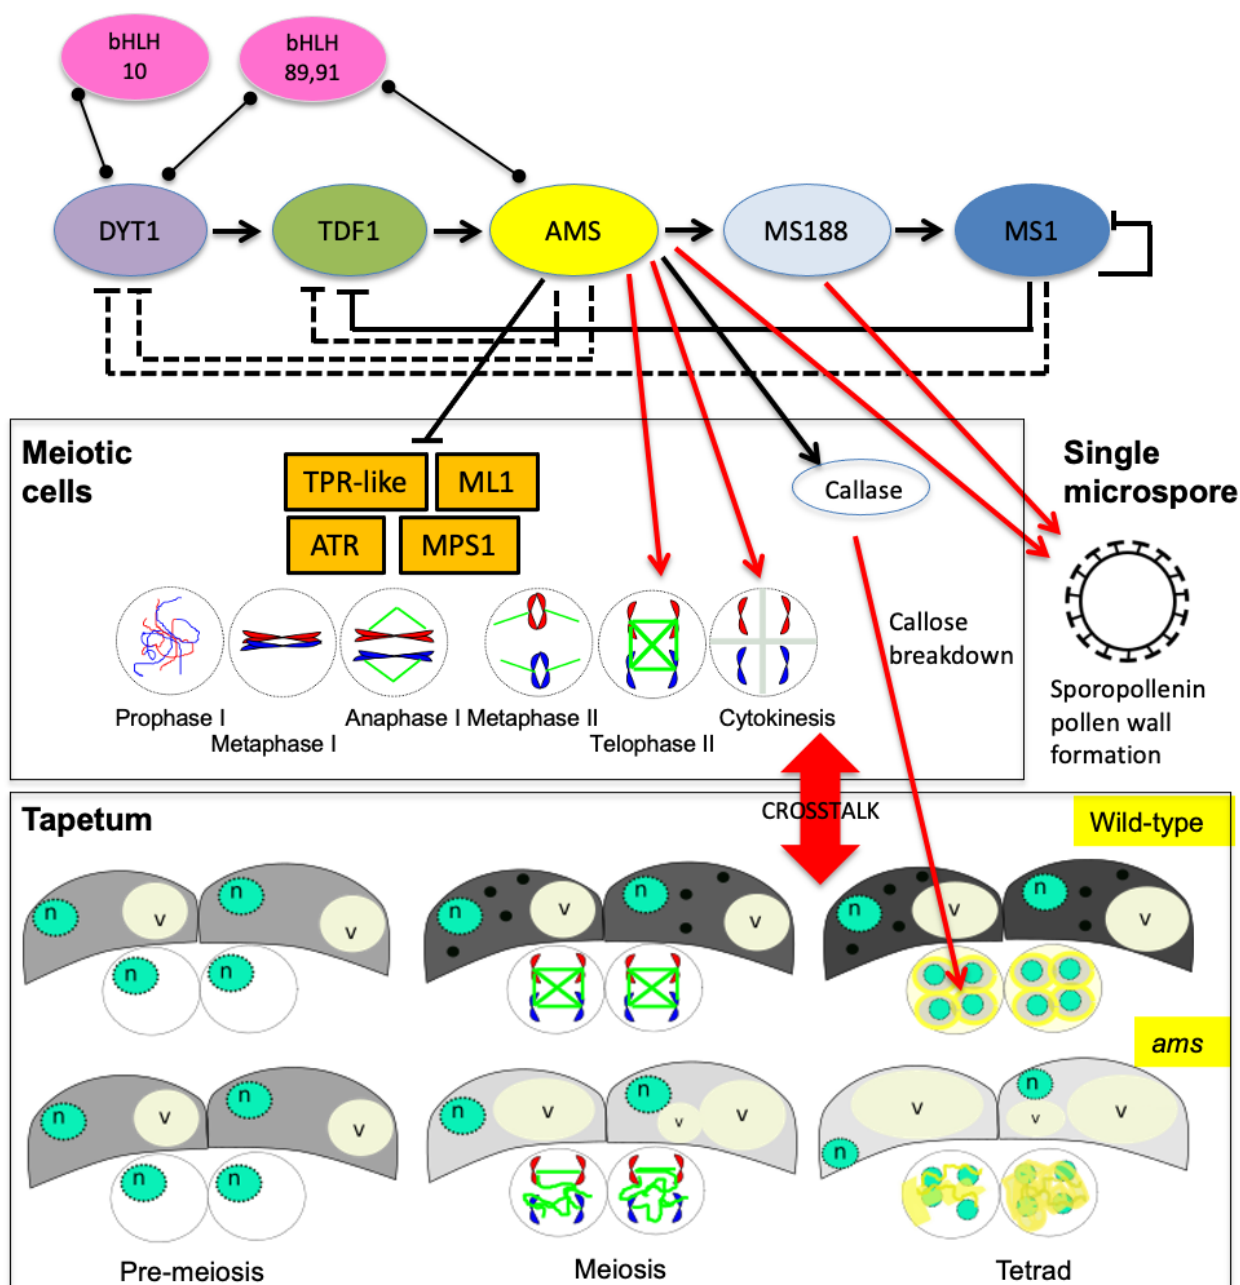 bHLH
10
bHLH
89,91
DYT1
TDF1
AMS
MS188
MS1
Meiotic
cells
TPR-like
ML1
ATR
MPS1
Callase
Single
microspore
Callose
breakdown
Sporopollenin
pollen wall
formation
Prophase I
Metaphase I
Anaphase I
Metaphase II
Telophase II
Cytokinesis
CROSSTALK
Tapetum
Wild-type
n
v
n
v
n
n
n
v
n
v
n
v
n
v
ams
n
v
n
v
n
n
n
v
n
v
v
v
n
n
v
v
Pre-meiosis
Meiosis
Tetrad